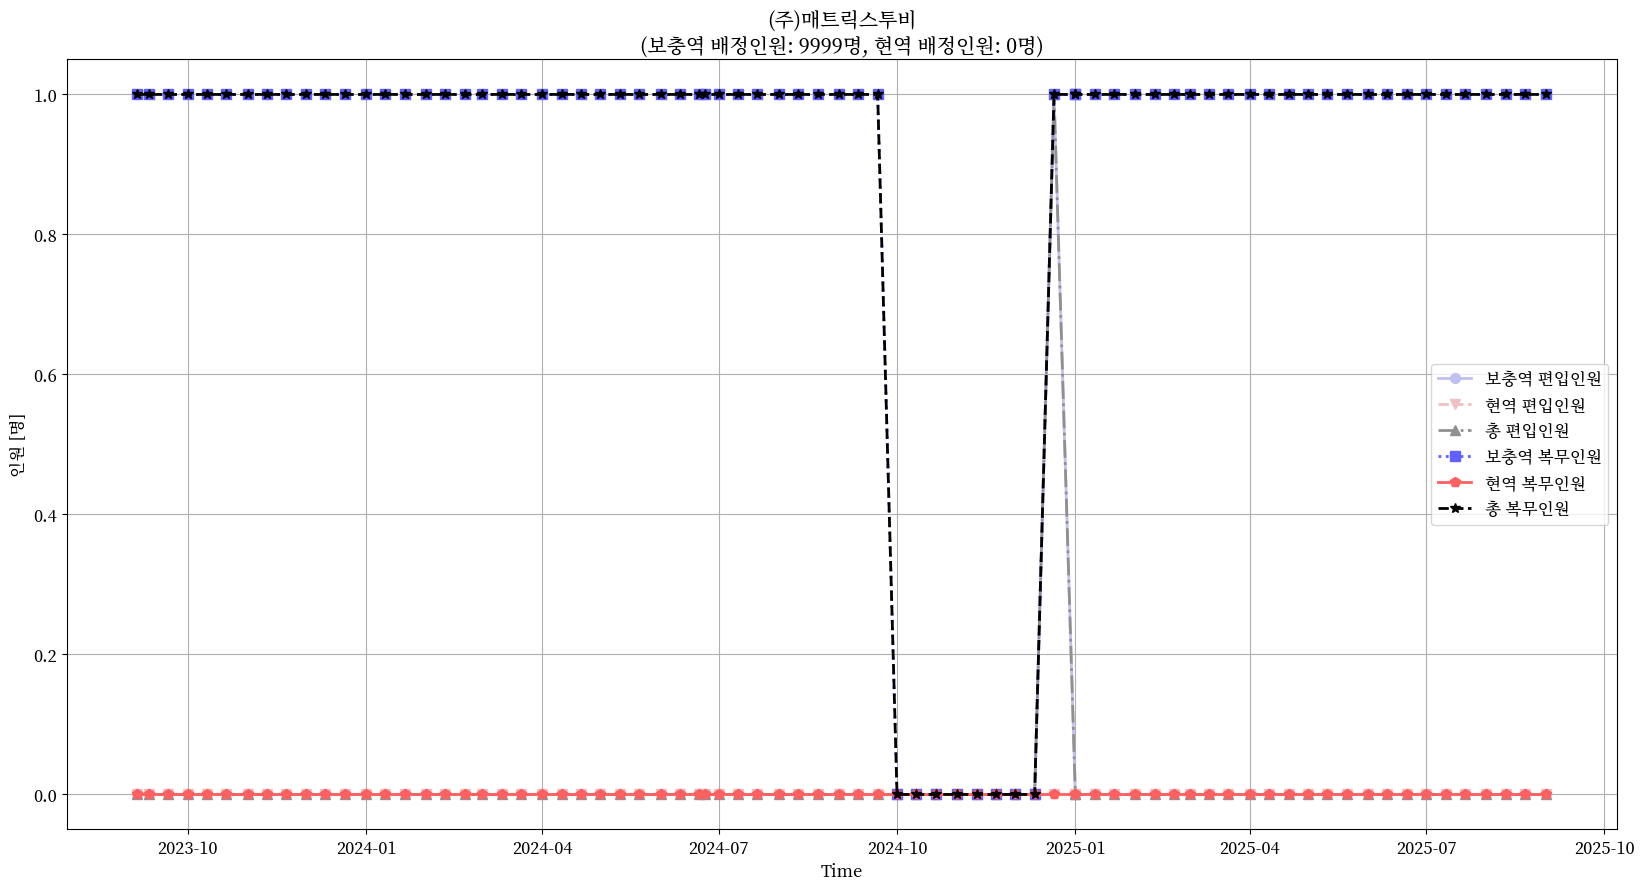 (주)매트릭스투비
(보충역 배정인원: 9999명, 현역 배정인원: 0명)
인원 [명]
1.0
0.8
0.6
0.4
0.2
0.0
보충역 편입인원
현역 편입인원
총 편입인원
보충역 복무인원
현역 복무인원
총 복무인원
2023-10
2024-01
2024-04
2024-07
2024-10
2025-01
2025-04
2025-07
2025-10
Time